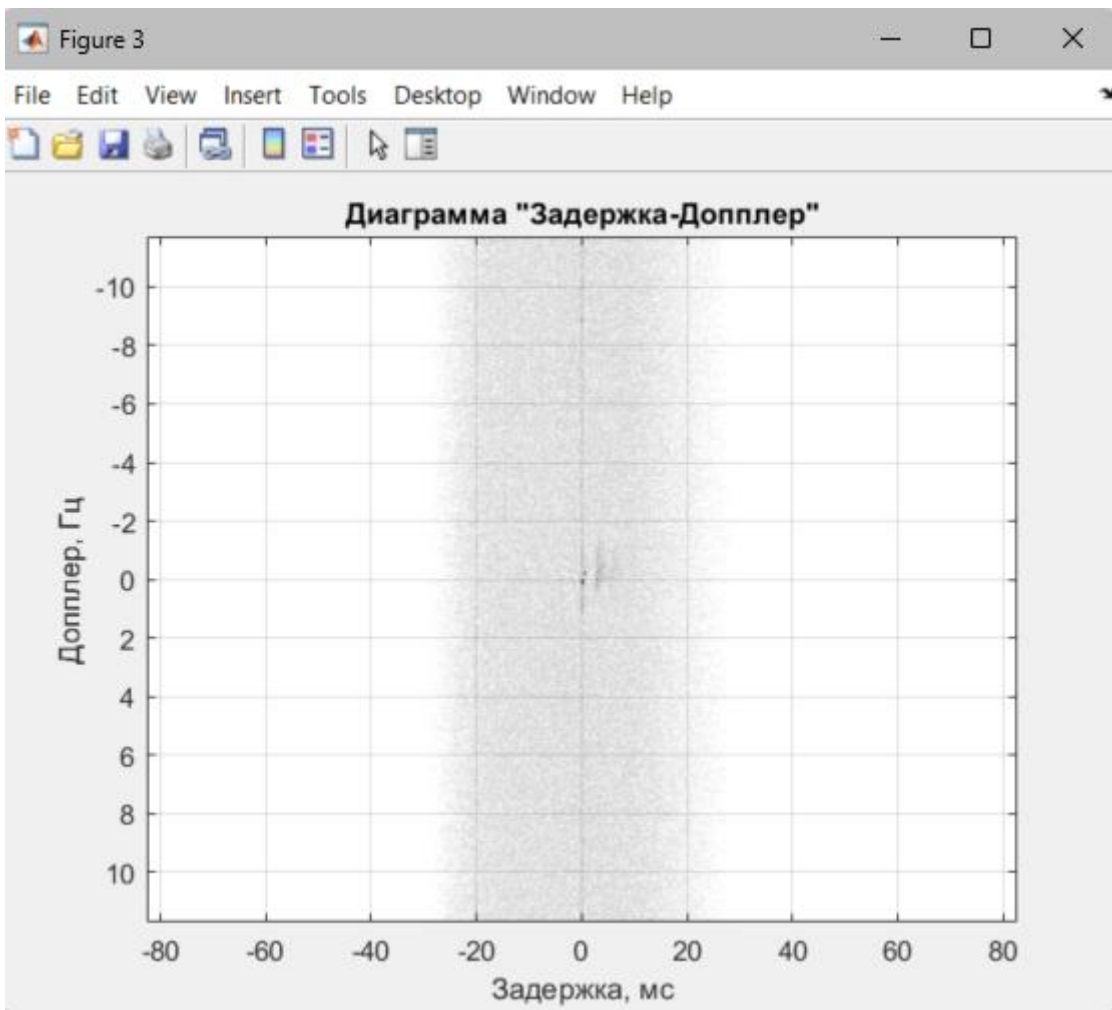 Figure 3
File Edit View Insert Tools Desktop Window Help
Диаграмма "Задержка-Допплер"
-10
-8
-6
-4
-2
0
2
4
6
8
10
Допплер, Гц
-80 -60 -40 -20 0 20 40 60 80
Задержка, мс